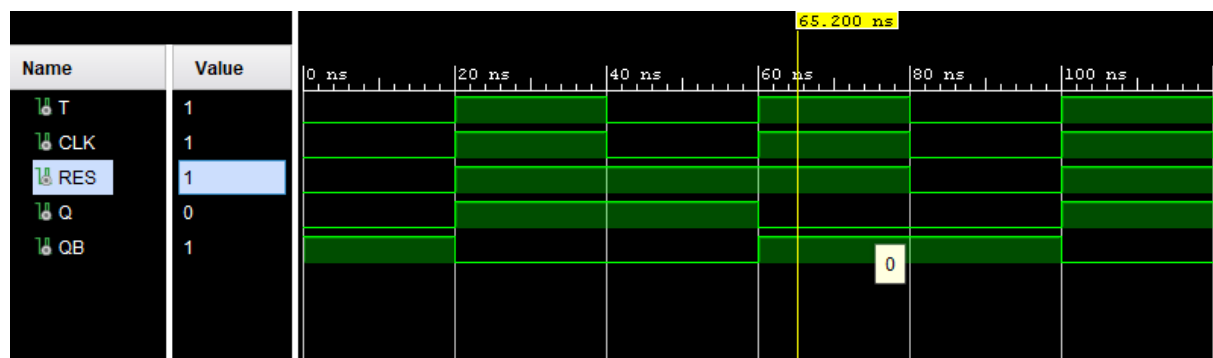 65.200 ns
Name Value 0 ns 20 ns 40 ns 60 ns 80 ns 100 ns
T 1
CLK 1
RES 1
Q 0
QB 1
0